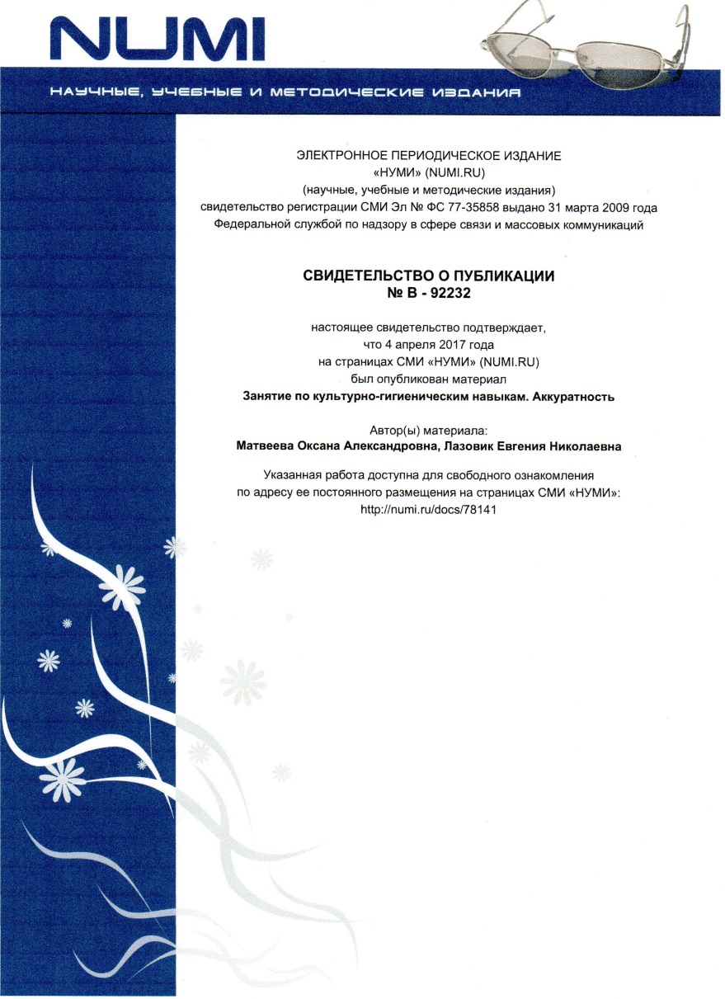 NUMI
НАУЧНЫЕ, УЧЕБНЫЕ И МЕТОДИЧЕСКИЕ ИЗДАНИЯ
ЭЛЕКТРОННОЕ ПЕРИОДИЧЕСКОЕ ИЗДАНИЕ
«НУМИ» (NUMI.RU)
(научные, учебные и методические издания)
свидетельство регистрации СМИ Эл № ФС 77-35858 выдано 31 марта 2009 года
Федеральной службой по надзору в сфере связи и массовых коммуникаций
СВИДЕТЕЛЬСТВО О ПУБЛИКАЦИИ
№ В - 92232
настоящее свидетельство подтверждает,
что 4 апреля 2017 года
на страницах СМИ «НУМИ» (NUMI.RU)
был опубликован материал
Занятие по культурно-гигиеническим навыкам. Аккуратность
Автор(ы) материала:
Матвеева Оксана Александровна, Лазовик Евгения Николаевна
Указанная работа доступна для свободного ознакомления
по адресу ее постоянного размещения на страницах СМИ «НУМИ»:
http://numi.ru/docs/78141